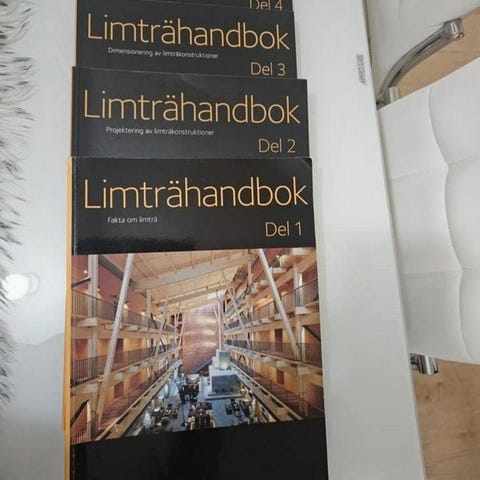 Del 4
Limträhandbok
Dimensionering av limträkonstruktioner
Del 3
Limträhandbok
Projektering av limträkonstruktioner
Del 2
Limträhandbok
Fakta om limträ
Del 1